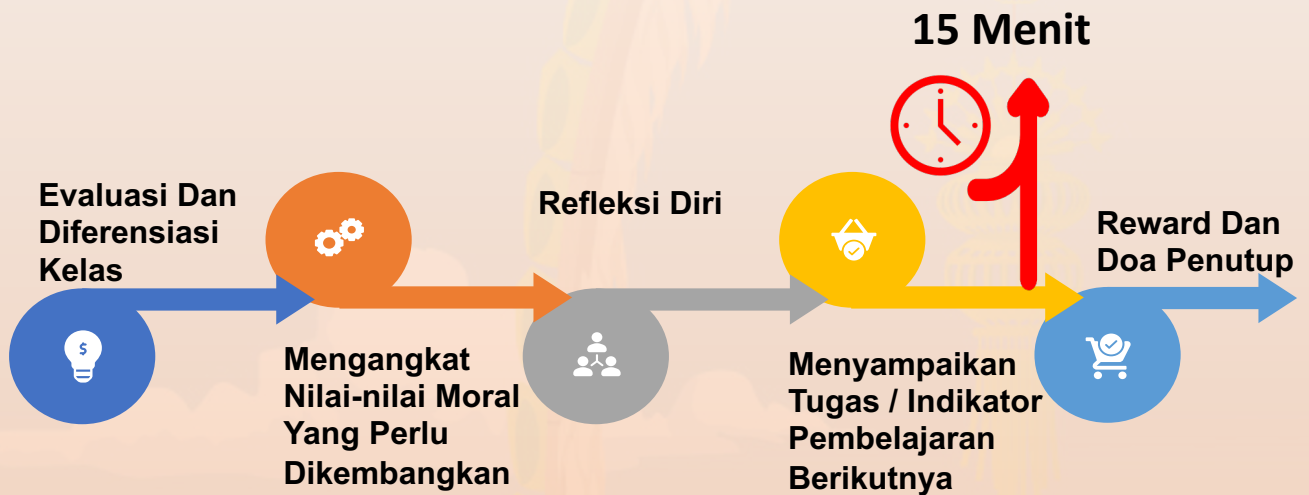 15 Menit
Evaluasi Dan
Diferensiasi
Kelas
Mengangkat
Nilai-nilai Moral
Yang Perlu
Dikembangkan
Refleksi Diri
Menyampaikan
Tugas / Indikator
Pembelajaran
Berikutnya
Reward Dan
Doa Penutup
$